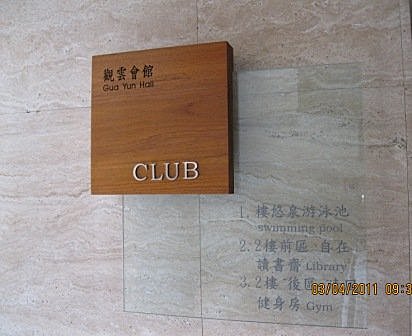 觀雲會館
Gua Yun Hall
CLUB
1. 樓悠泉游泳池
swimming pool
2. 2樓前區 自在
讀書齋 Library
3. 2樓 後區
健身房 Gym
03/04/2011 09:3